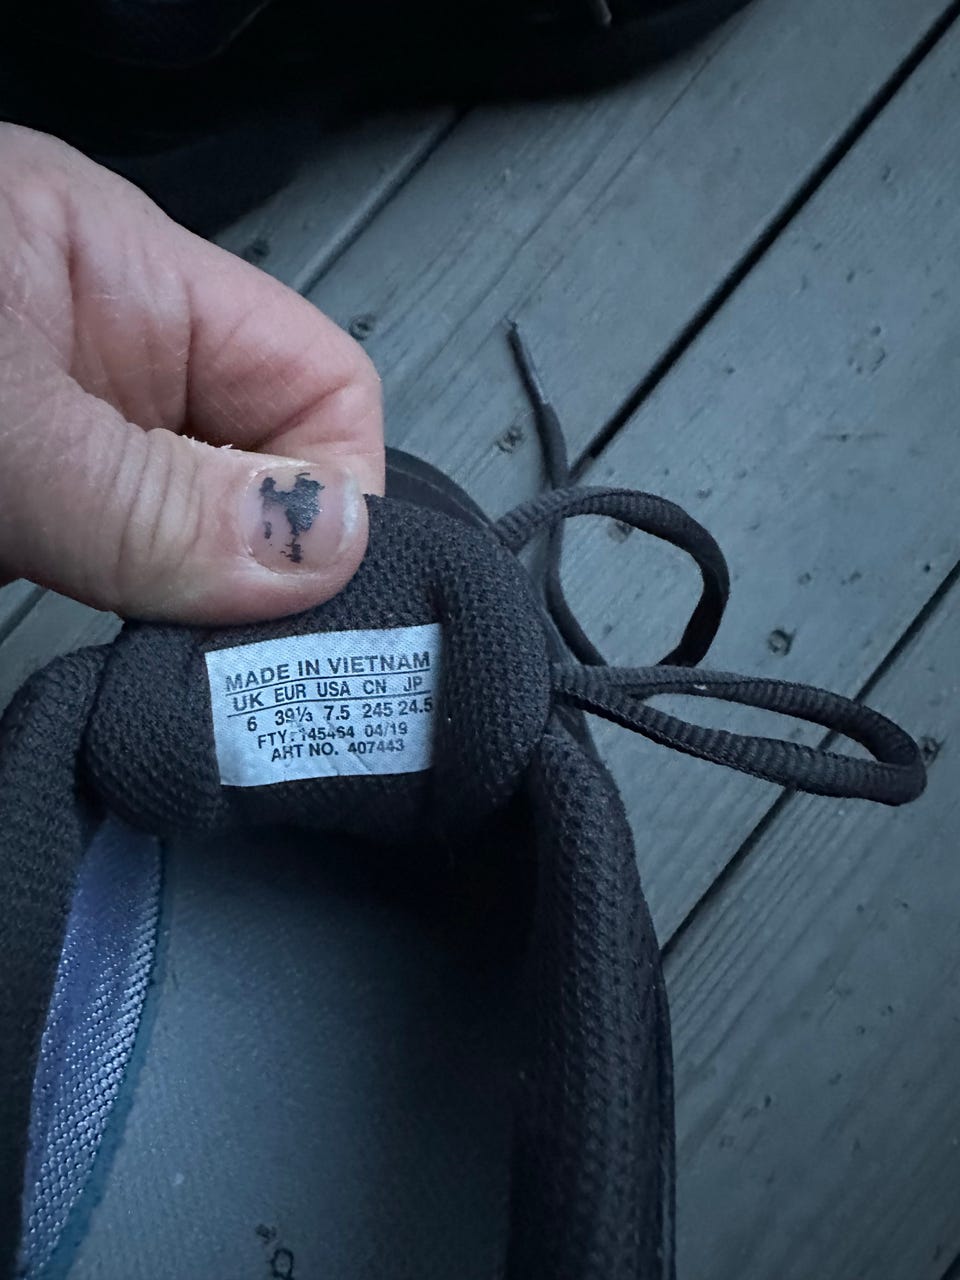 MADE IN VIETNAM
UK EUR USA CN JP
6 39⅓ 7.5 245 24.5
FTY: 145464 04/19
ART NO. 407443